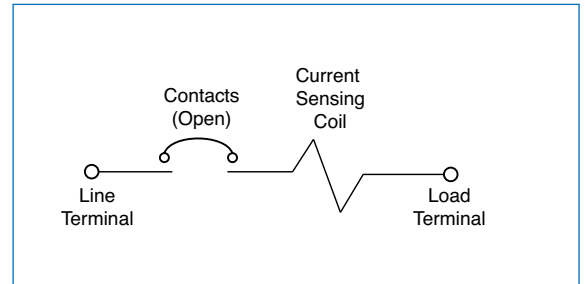 Contacts
(Open)
Current
Sensing
Coil
Line
Terminal
Load
Terminal